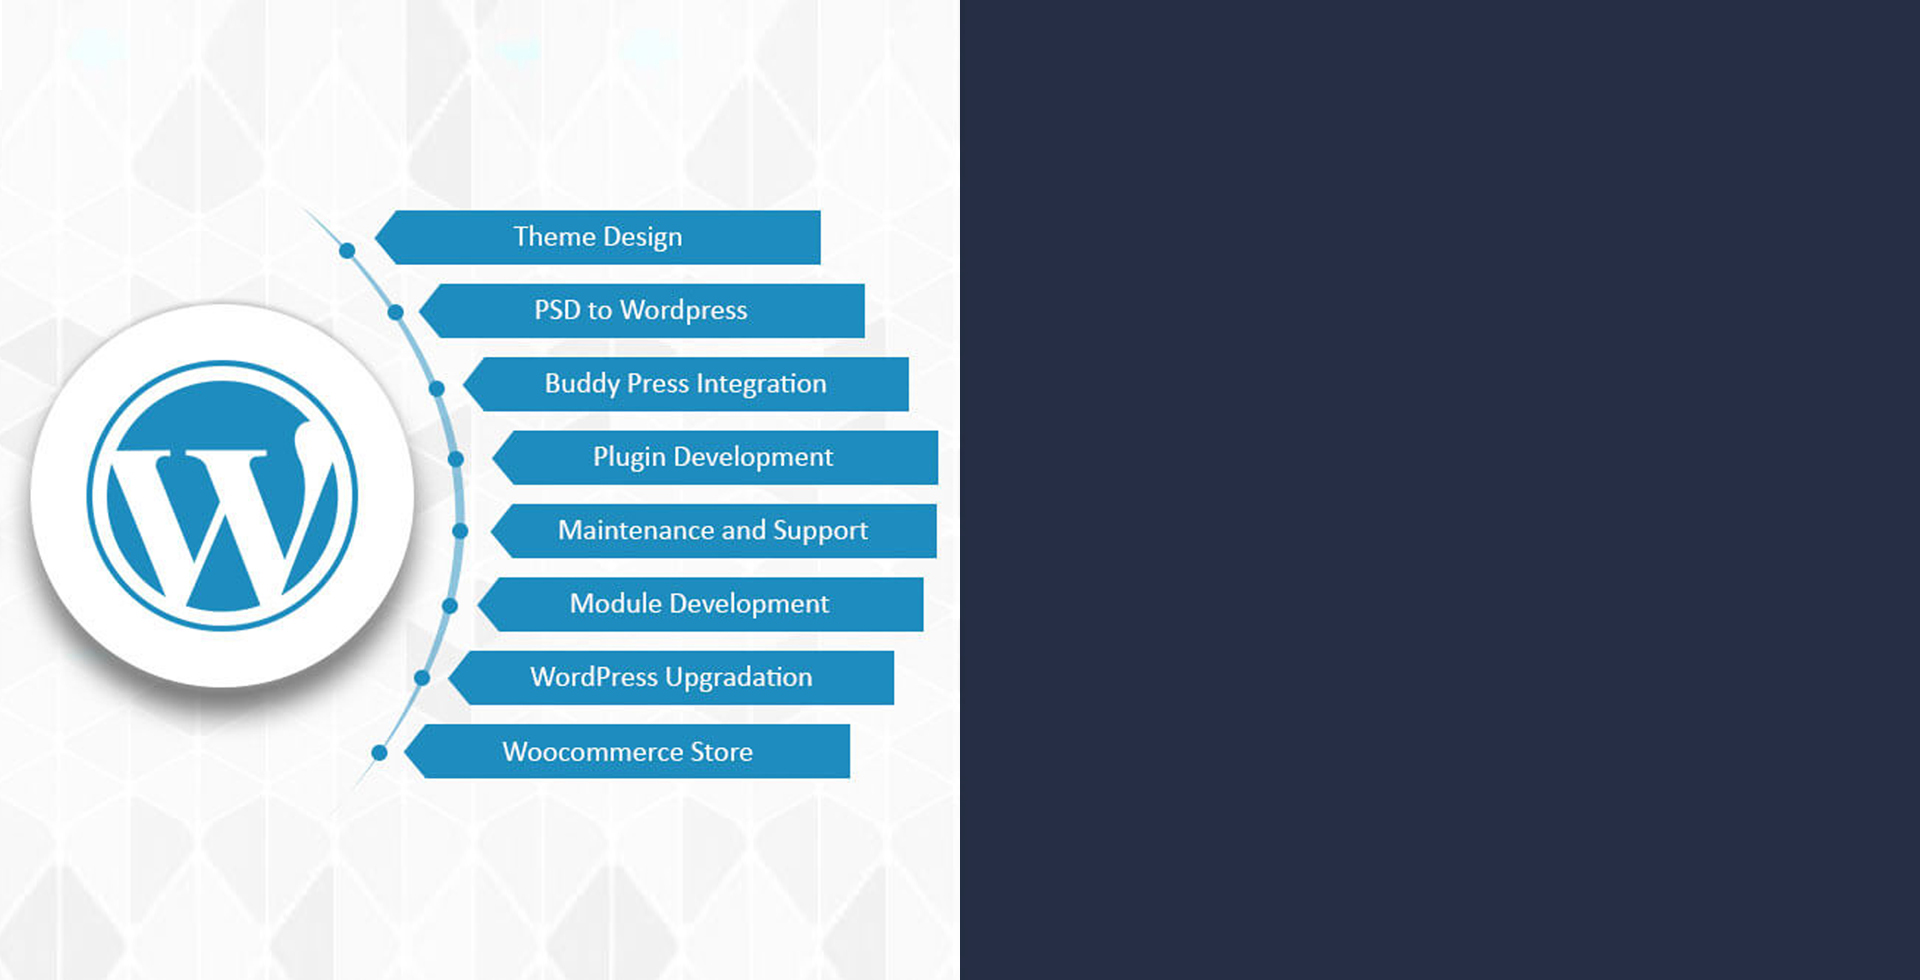 Theme Design
PSD to Wordpress
Buddy Press Integration
Plugin Development
Maintenance and Support
Module Development
WordPress Upgradation
Woocommerce Store